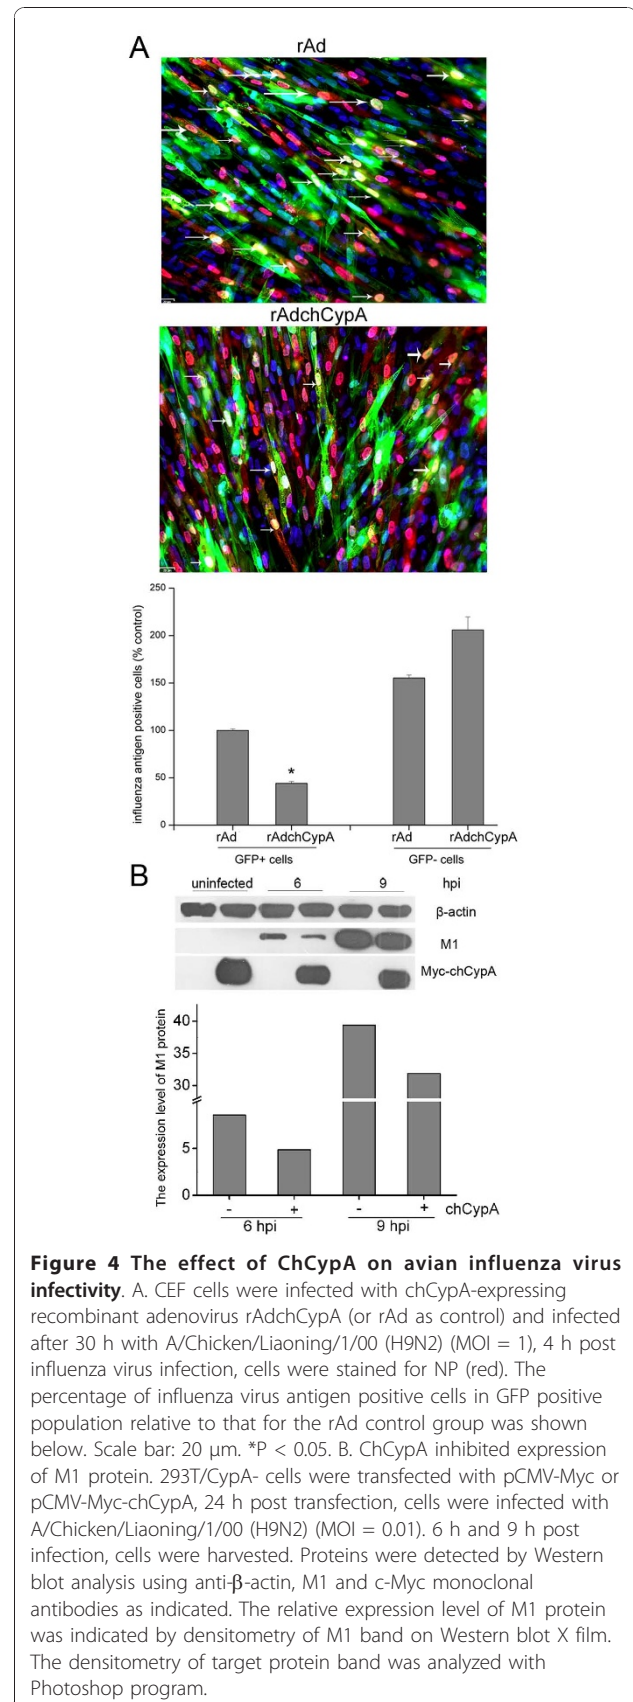 A
rAd
rAdchCypA
influenza antigen positive cells (% control)
250
200
150
100
50
0
*
rAd rAdchCypA rAd rAdchCypA
GFP+ cells GFP- cells
B
uninfected 6 9 hpi
β-actin
M1
Myc-chCypA
The expression level of M1 protein
40
35
30
5
0
- + - + chCypA
6 hpi 9 hpi
Figure 4 The effect of ChCypA on avian influenza virus
infectivity. A. CEF cells were infected with chCypA-expressing
recombinant adenovirus rAdchCypA (or rAd as control) and infected
after 30 h with A/Chicken/Liaoning/1/00 (H9N2) (MOI = 1), 4 h post
influenza virus infection, cells were stained for NP (red). The
percentage of influenza virus antigen positive cells in GFP positive
population relative to that for the rAd control group was shown
below. Scale bar: 20 μm. *P < 0.05. B. ChCypA inhibited expression
of M1 protein. 293T/CypA- cells were transfected with pCMV-Myc or
pCMV-Myc-chCypA, 24 h post transfection, cells were infected with
A/Chicken/Liaoning/1/00 (H9N2) (MOI = 0.01). 6 h and 9 h post
infection, cells were harvested. Proteins were detected by Western
blot analysis using anti-β-actin, M1 and c-Myc monoclonal
antibodies as indicated. The relative expression level of M1 protein
was indicated by densitometry of M1 band on Western blot X film.
The densitometry of target protein band was analyzed with
Photoshop program.